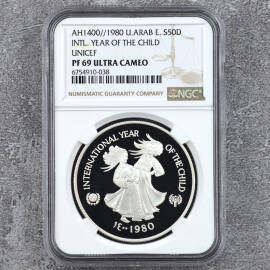 AH1400//1980 U.ARAB E. S50D
INTL. YEAR OF THE CHILD
UNICEF
PF 69 ULTRA CAMEO
6754910-038
NUMISMATIC GUARANTY COMPANY
NGC
INTERNATIONAL YEAR
OF THE CHILD
١٤٠٠ 1980